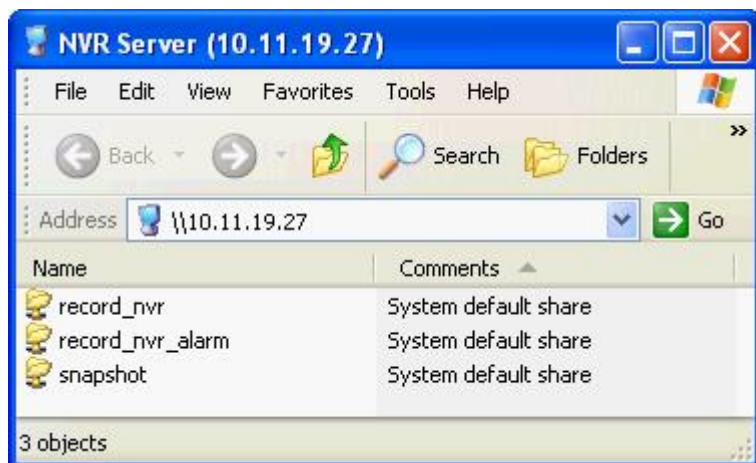 NVR Server (10.11.19.27)
File Edit View Favorites Tools Help
Back Search Folders »
Address \\10.11.19.27 Go
Name Comments
record_nvr System default share
record_nvr_alarm System default share
snapshot System default share
3 objects